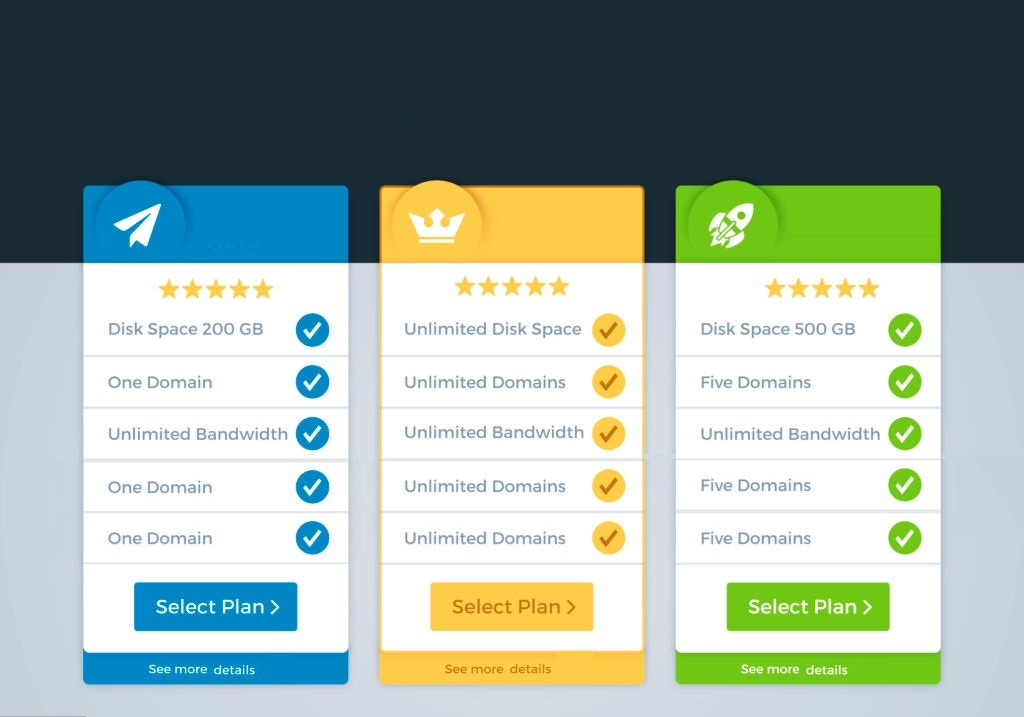 Disk Space 200 GB
One Domain
Unlimited Bandwidth
One Domain
One Domain
Select Plan >
See more details
Unlimited Disk Space
Unlimited Domains
Unlimited Bandwidth
Unlimited Domains
Unlimited Domains
Select Plan >
See more details
Disk Space 500 GB
Five Domains
Unlimited Bandwidth
Five Domains
Five Domains
Select Plan >
See more details